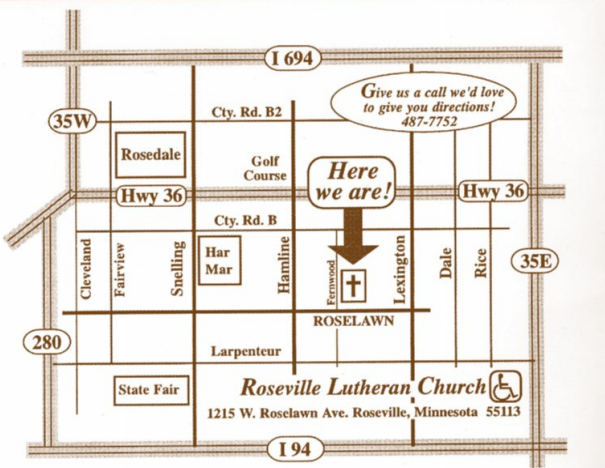 I 694
Give us a call we'd love
to give you directions!
487-7752
35W
Cty. Rd. B2
Rosedale
Golf
Course
Here
we are!
Hwy 36
Hwy 36
Cty. Rd. B
Cleveland
Fairview
Snelling
Har
Mar
Hamline
Fernwood
Lexington
Dale
Rice
35E
ROSELAWN
280
Larpenteur
State Fair
Roseville Lutheran Church
1215 W. Roselawn Ave. Roseville, Minnesota 55113
I 94